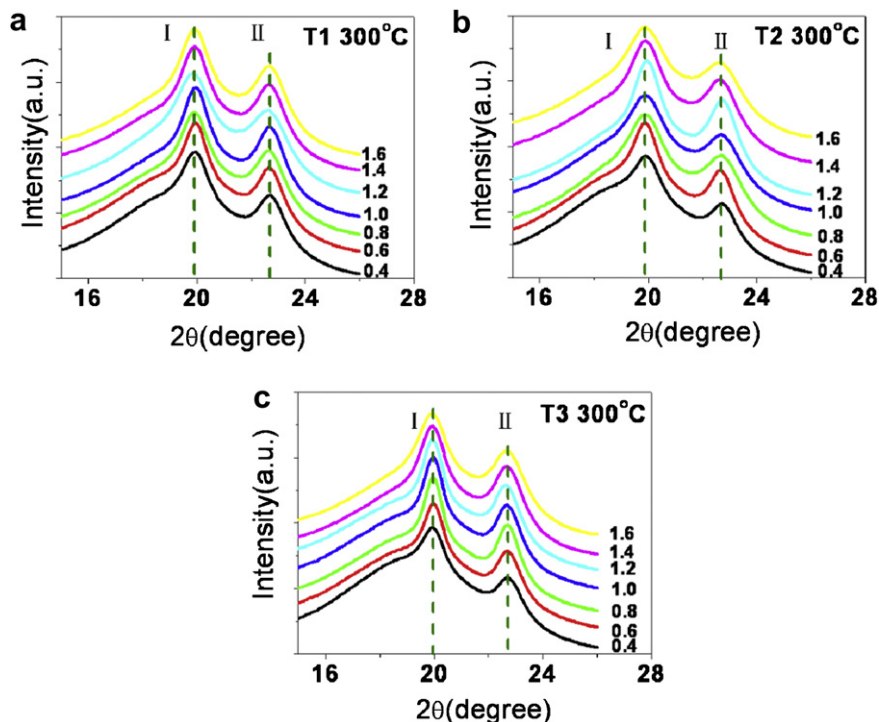 a
I
II
T1 300°C
Intensity(a.u.)
1.6
1.4
1.2
1.0
0.8
0.6
0.4
16
20
24
28
2θ(degree)
b
I
II
T2 300°C
Intensity(a.u.)
1.6
1.4
1.2
1.0
0.8
0.6
0.4
16
20
24
28
2θ(degree)
c
I
II
T3 300°C
Intensity(a.u.)
1.6
1.4
1.2
1.0
0.8
0.6
0.4
16
20
24
28
2θ(degree)